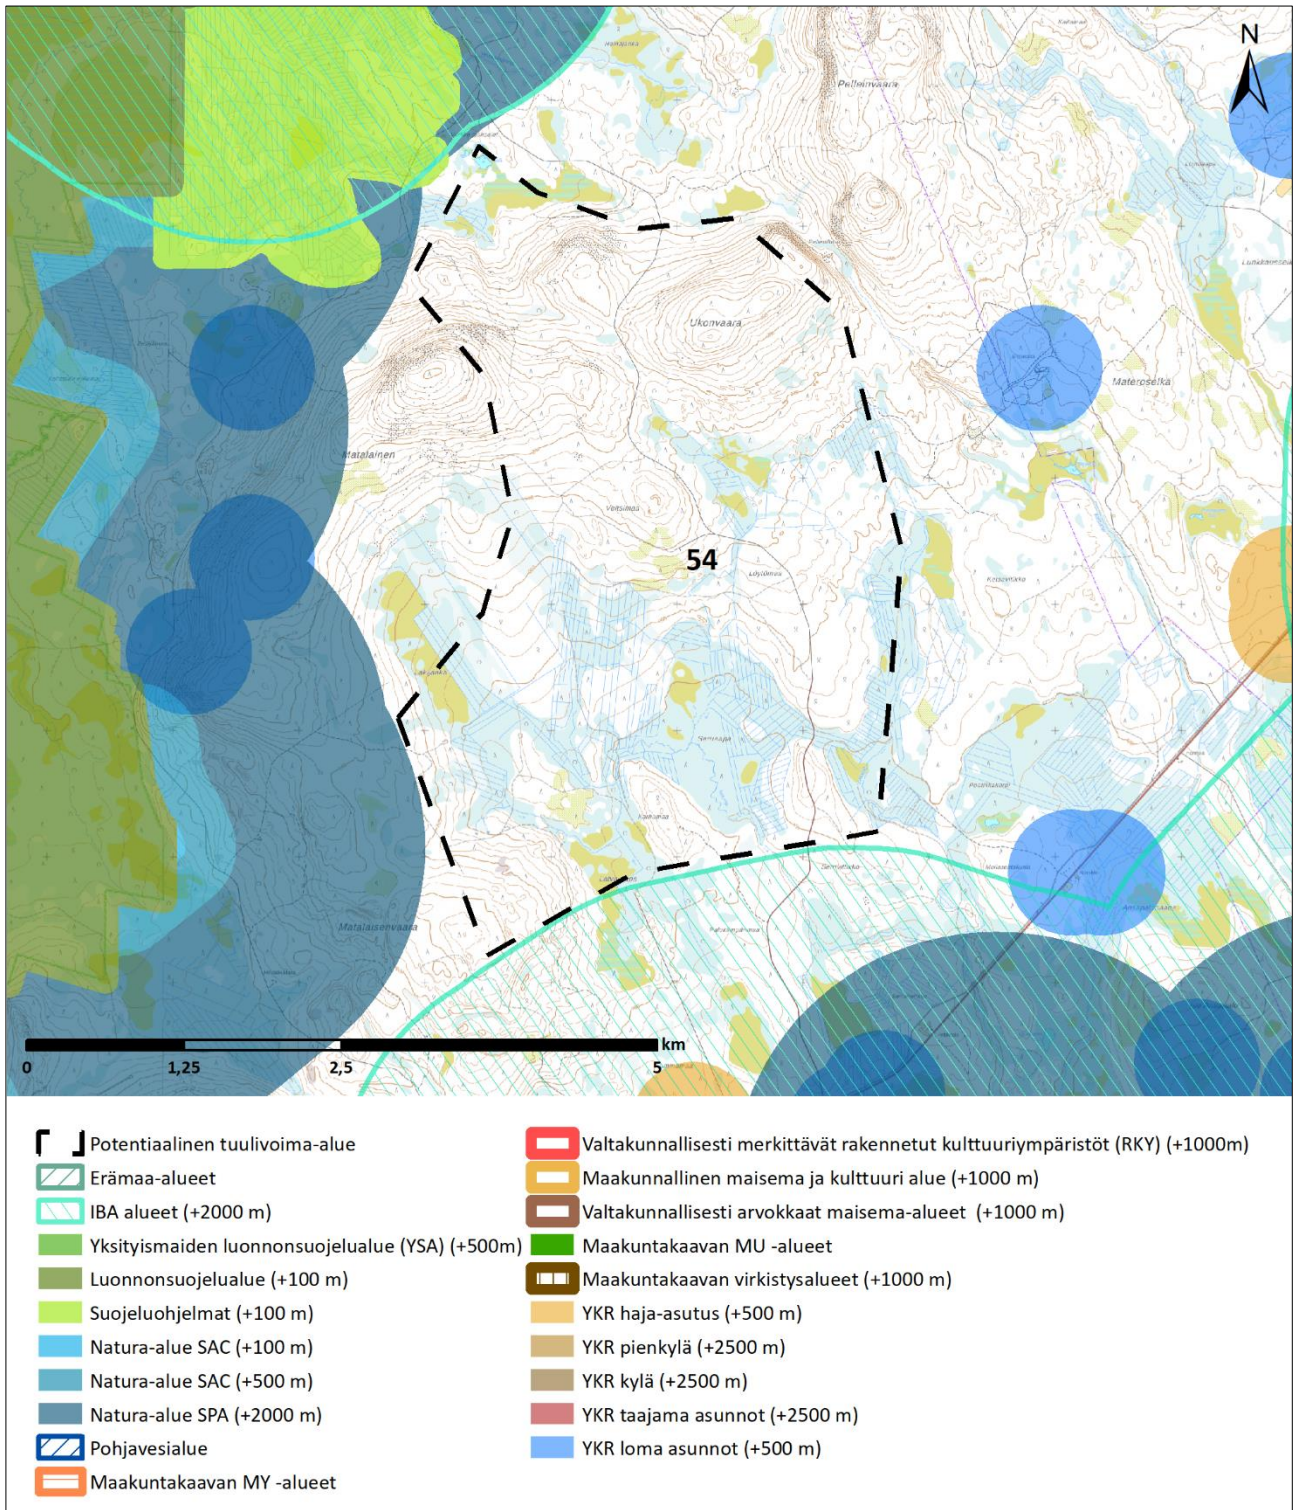 N
Pellenvaara
Ukonvaara
Materoselkä
Matalainen
Veitsimaa
54
Löylömaa
Matalaisenvaara
km
0 1,25 2,5 5
Potentiaalinen tuulivoima-alue
Erämaa-alueet
IBA alueet (+2000 m)
Yksityismaiden luonnonsuojelualue (YSA) (+500m)
Luonnonsuojelualue (+100 m)
Suojeluohjelmat (+100 m)
Natura-alue SAC (+100 m)
Natura-alue SAC (+500 m)
Natura-alue SPA (+2000 m)
Pohjavesialue
Maakuntakaavan MY -alueet
Valtakunnallisesti merkittävät rakennetut kulttuuriympäristöt (RKY) (+1000m)
Maakunnallinen maisema ja kulttuuri alue (+1000 m)
Valtakunnallisesti arvokkaat maisema-alueet (+1000 m)
Maakuntakaavan MU -alueet
Maakuntakaavan virkistysalueet (+1000 m)
YKR haja-asutus (+500 m)
YKR pienkylä (+2500 m)
YKR kylä (+2500 m)
YKR taajama asunnot (+2500 m)
YKR loma asunnot (+500 m)